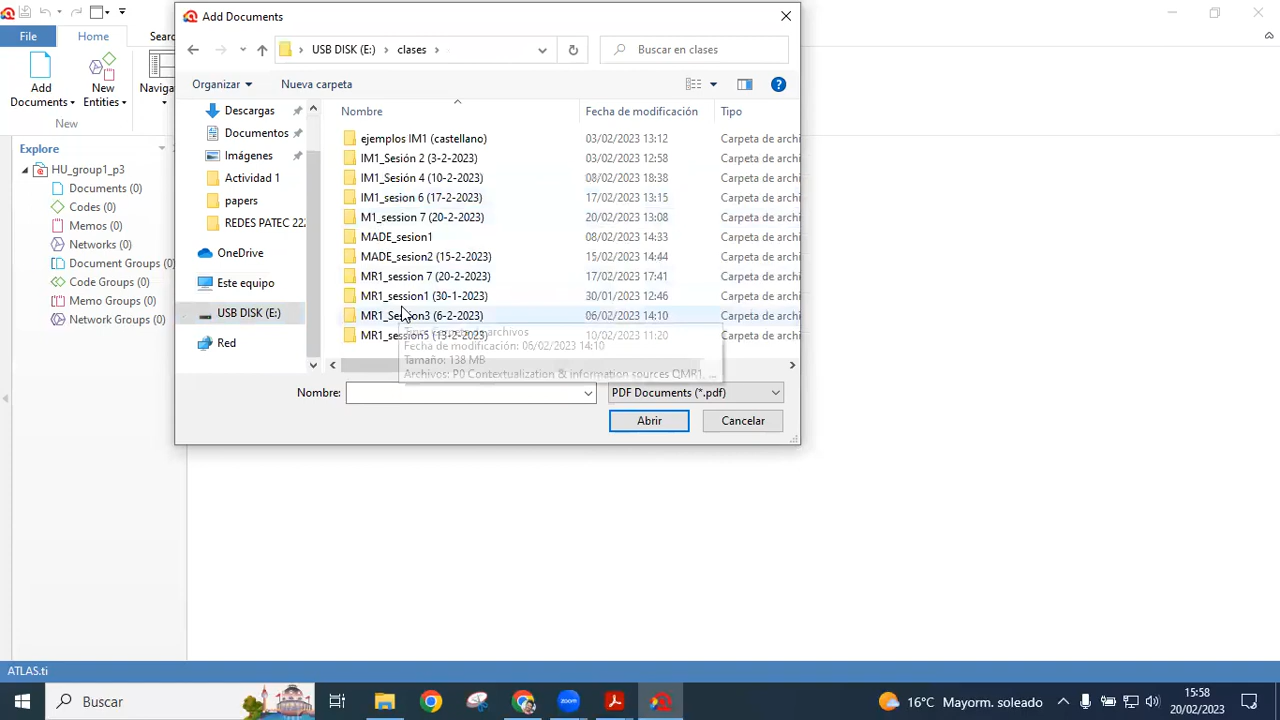 Add Documents
File
Home
Searc
USB DISK (E:)
clases
Buscar en clases
Organizar
Nueva carpeta
Add
Documents
New
Entities
Naviga
New
Nombre
Fecha de modificación
Tipo
Descargas
Documentos
Imágenes
Actividad 1
papers
REDES PATEC 222
OneDrive
Este equipo
USB DISK (E:)
Red
ejemplos IM1 (castellano) 03/02/2023 13:12 Carpeta de archi
IM1_Sesión 2 (3-2-2023) 03/02/2023 12:58 Carpeta de archi
IM1_Sesión 4 (10-2-2023) 08/02/2023 18:38 Carpeta de archi
IM1_sesion 6 (17-2-2023) 17/02/2023 13:15 Carpeta de archi
M1_session 7 (20-2-2023) 20/02/2023 13:08 Carpeta de archi
MADE_sesion1 08/02/2023 14:33 Carpeta de archi
MADE_sesion2 (15-2-2023) 15/02/2023 14:44 Carpeta de archi
MR1_session 7 (20-2-2023) 17/02/2023 17:41 Carpeta de archi
MR1_session1 (30-1-2023) 30/01/2023 12:46 Carpeta de archi
MR1_Session3 (6-2-2023) 06/02/2023 14:10 Carpeta de archi
MR1_session5 (13-2-2023) 10/02/2023 11:20 Carpeta de archi
Tipo: Carpeta de archivos
Fecha de modificación: 06/02/2023 14:10
Tamaño: 138 MB
Archivos: P0 Contextualization & information sources QMR1, ...
Nombre:
PDF Documents (*.pdf)
Abrir
Cancelar
Explore
HU_group1_p3
Documents (0)
Codes (0)
Memos (0)
Networks (0)
Document Groups (0)
Code Groups (0)
Memo Groups (0)
Network Groups (0)
ATLAS.ti
Buscar
zoom
16°C Mayorm. soleado
15:58
20/02/2023